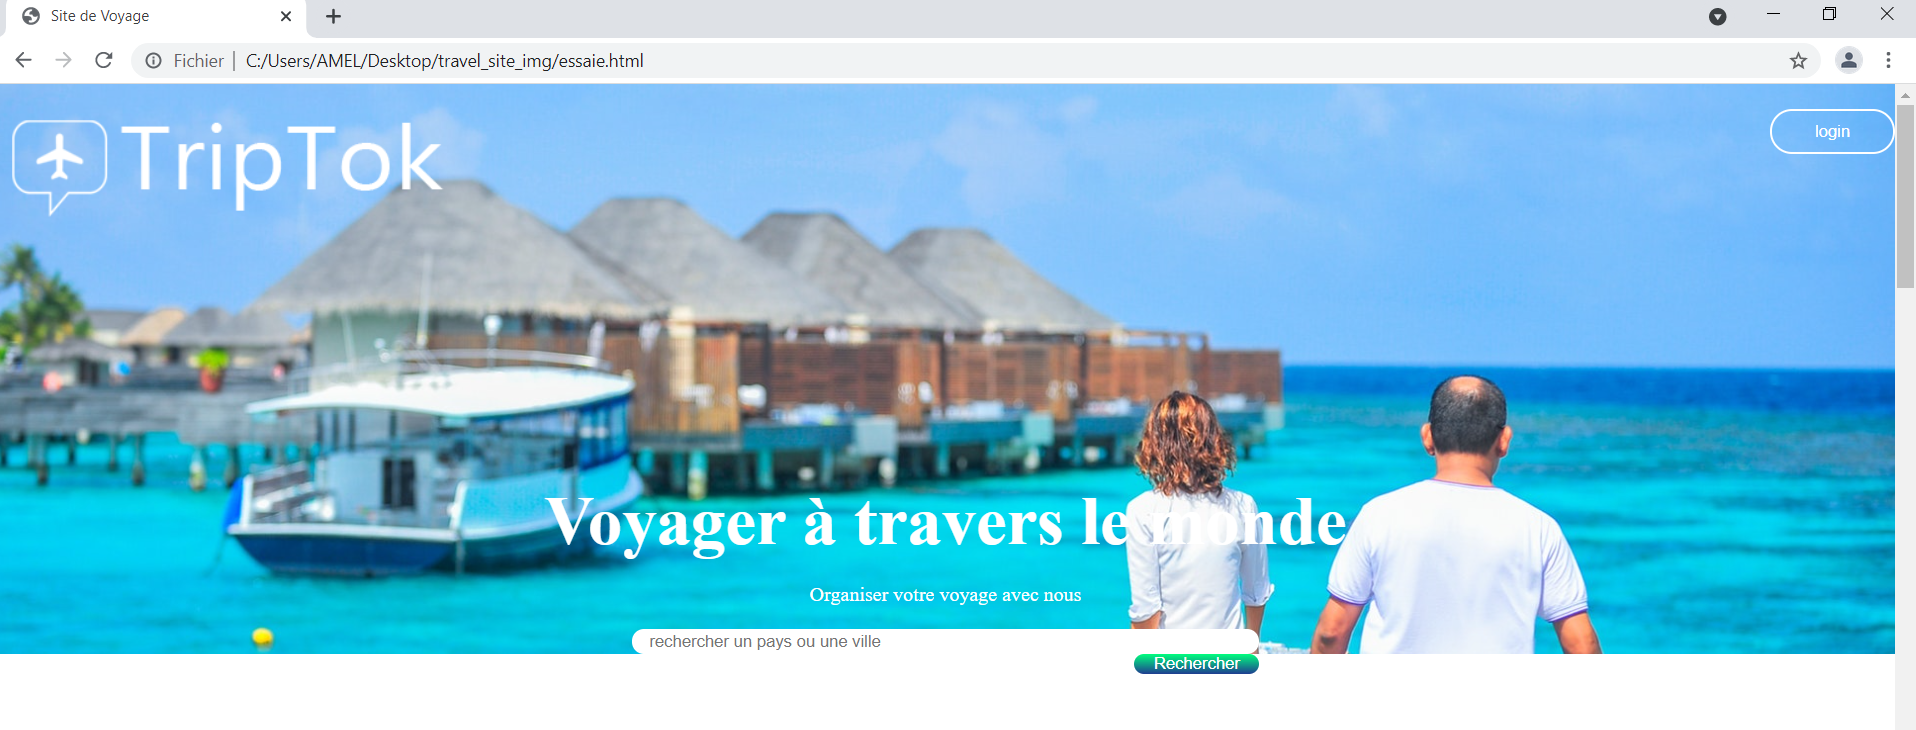 Site de Voyage
Fichier | C:/Users/AMEL/Desktop/travel_site_img/essaie.html
TripTok
login
Voyager à travers le monde
Organiser votre voyage avec nous
rechercher un pays ou une ville
Rechercher